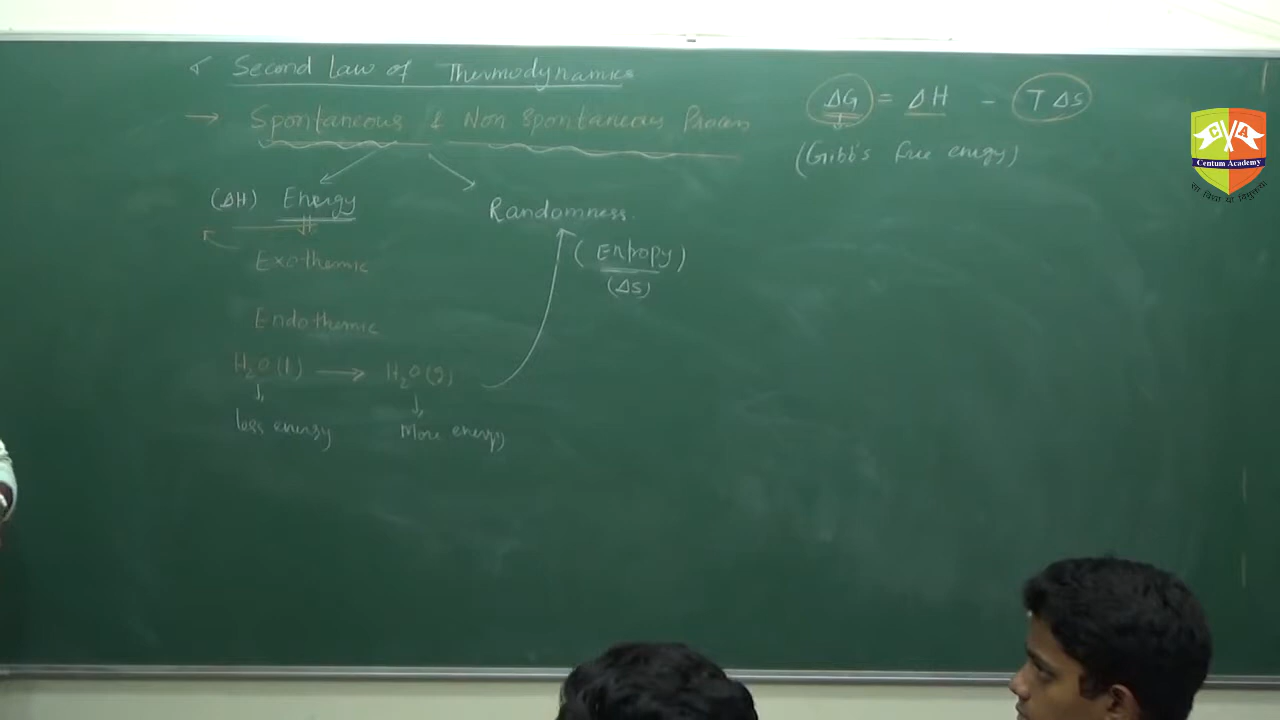 Second Law of Thermodynamics
→ Spontaneous & Non Spontaneous Process
(ΔH) Energy
Exothermic
Endothermic
H₂O(l) → H₂O(g)
less energy
More energy
Randomness.
(Entropy)
(ΔS)
ΔG = ΔH - TΔS
(Gibb's free energy)
CA
Centum Academy